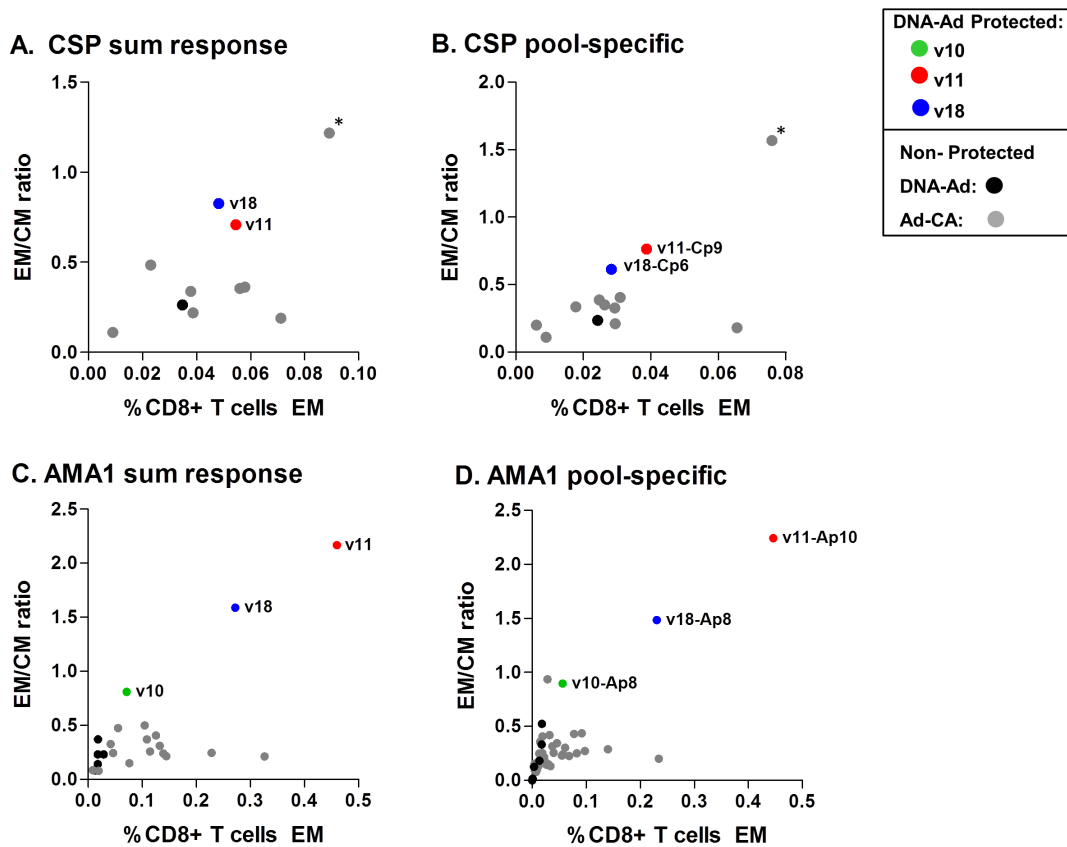 A. CSP sum response
1.5
1.0
0.5
0.0
EM/CM ratio
*
v18
v11
0.00 0.02 0.04 0.06 0.08 0.10
% CD8+ T cells EM
B. CSP pool-specific
2.0
1.5
1.0
0.5
0.0
EM/CM ratio
*
v11-Cp9
v18-Cp6
0.00 0.02 0.04 0.06 0.08
% CD8+ T cells EM
DNA-Ad Protected:
v10
v11
v18
Non- Protected
DNA-Ad:
Ad-CA:
C. AMA1 sum response
2.5
2.0
1.5
1.0
0.5
0.0
EM/CM ratio
v11
v18
v10
0.0 0.1 0.2 0.3 0.4 0.5
% CD8+ T cells EM
D. AMA1 pool-specific
2.5
2.0
1.5
1.0
0.5
0.0
EM/CM ratio
v11-Ap10
v18-Ap8
v10-Ap8
0.0 0.1 0.2 0.3 0.4 0.5
% CD8+ T cells EM